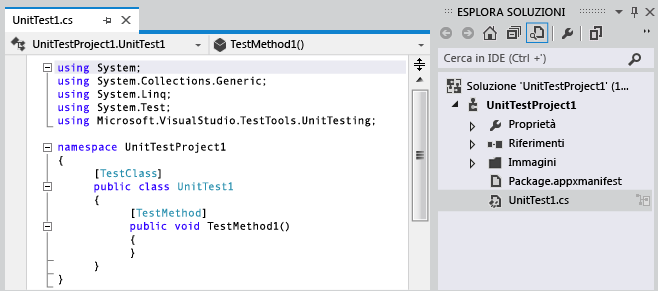 UnitTest1.cs
UnitTestProject1.UnitTest1
TestMethod1()
using System;
using System.Collections.Generic;
using System.Linq;
using System.Test;
using Microsoft.VisualStudio.TestTools.UnitTesting;
namespace UnitTestProject1
{
[TestClass]
public class UnitTest1
{
[TestMethod]
public void TestMethod1()
{
}
}
}
ESPLORA SOLUZIONI
Cerca in IDE (Ctrl +')
Soluzione 'UnitTestProject1' (1...
UnitTestProject1
Proprietà
Riferimenti
Immagini
Package.appxmanifest
UnitTest1.cs